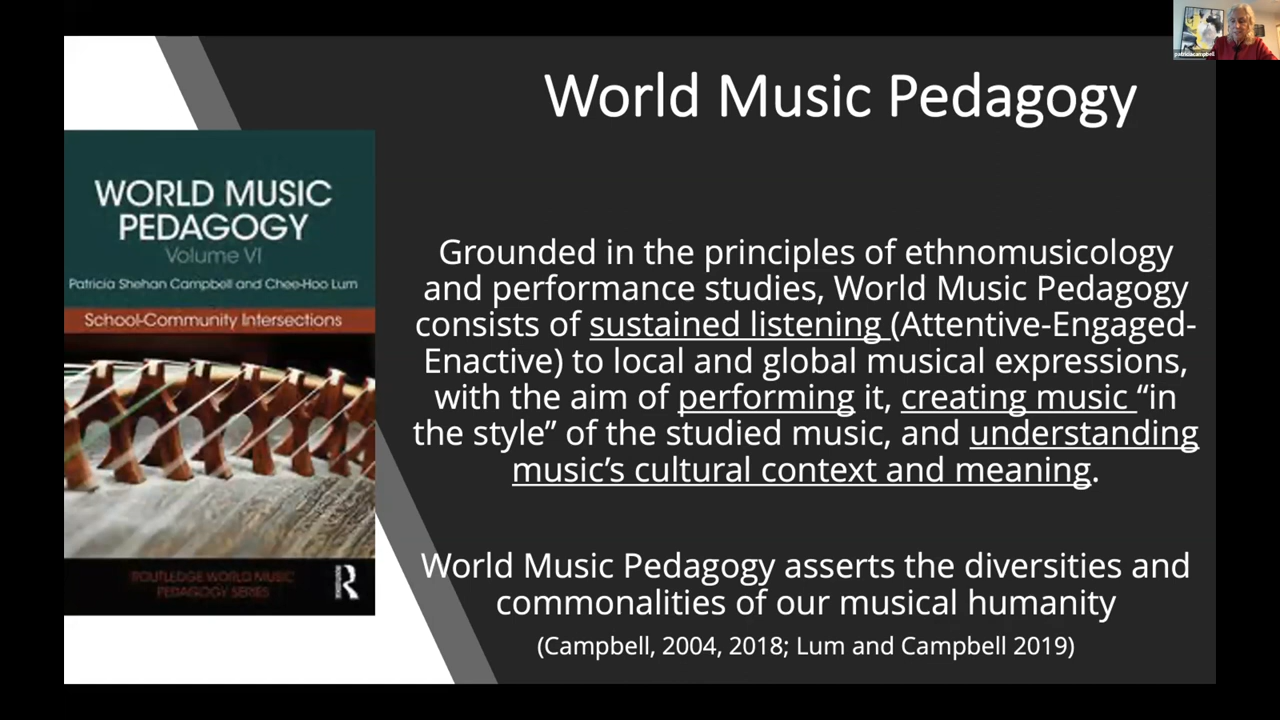 World Music Pedagogy
WORLD MUSIC
PEDAGOGY
Volume VI
Patricia Shehan Campbell and Chee-Hoo Lum
School-Community Intersections
ROUTLEDGE WORLD MUSIC
PEDAGOGY SERIES
ROUTLEDGE
Grounded in the principles of ethnomusicology
and performance studies, World Music Pedagogy
consists of sustained listening (Attentive-Engaged-
Enactive) to local and global musical expressions,
with the aim of performing it, creating music “in
the style” of the studied music, and understanding
music’s cultural context and meaning.
World Music Pedagogy asserts the diversities and
commonalities of our musical humanity
(Campbell, 2004, 2018; Lum and Campbell 2019)
patriciacampbell